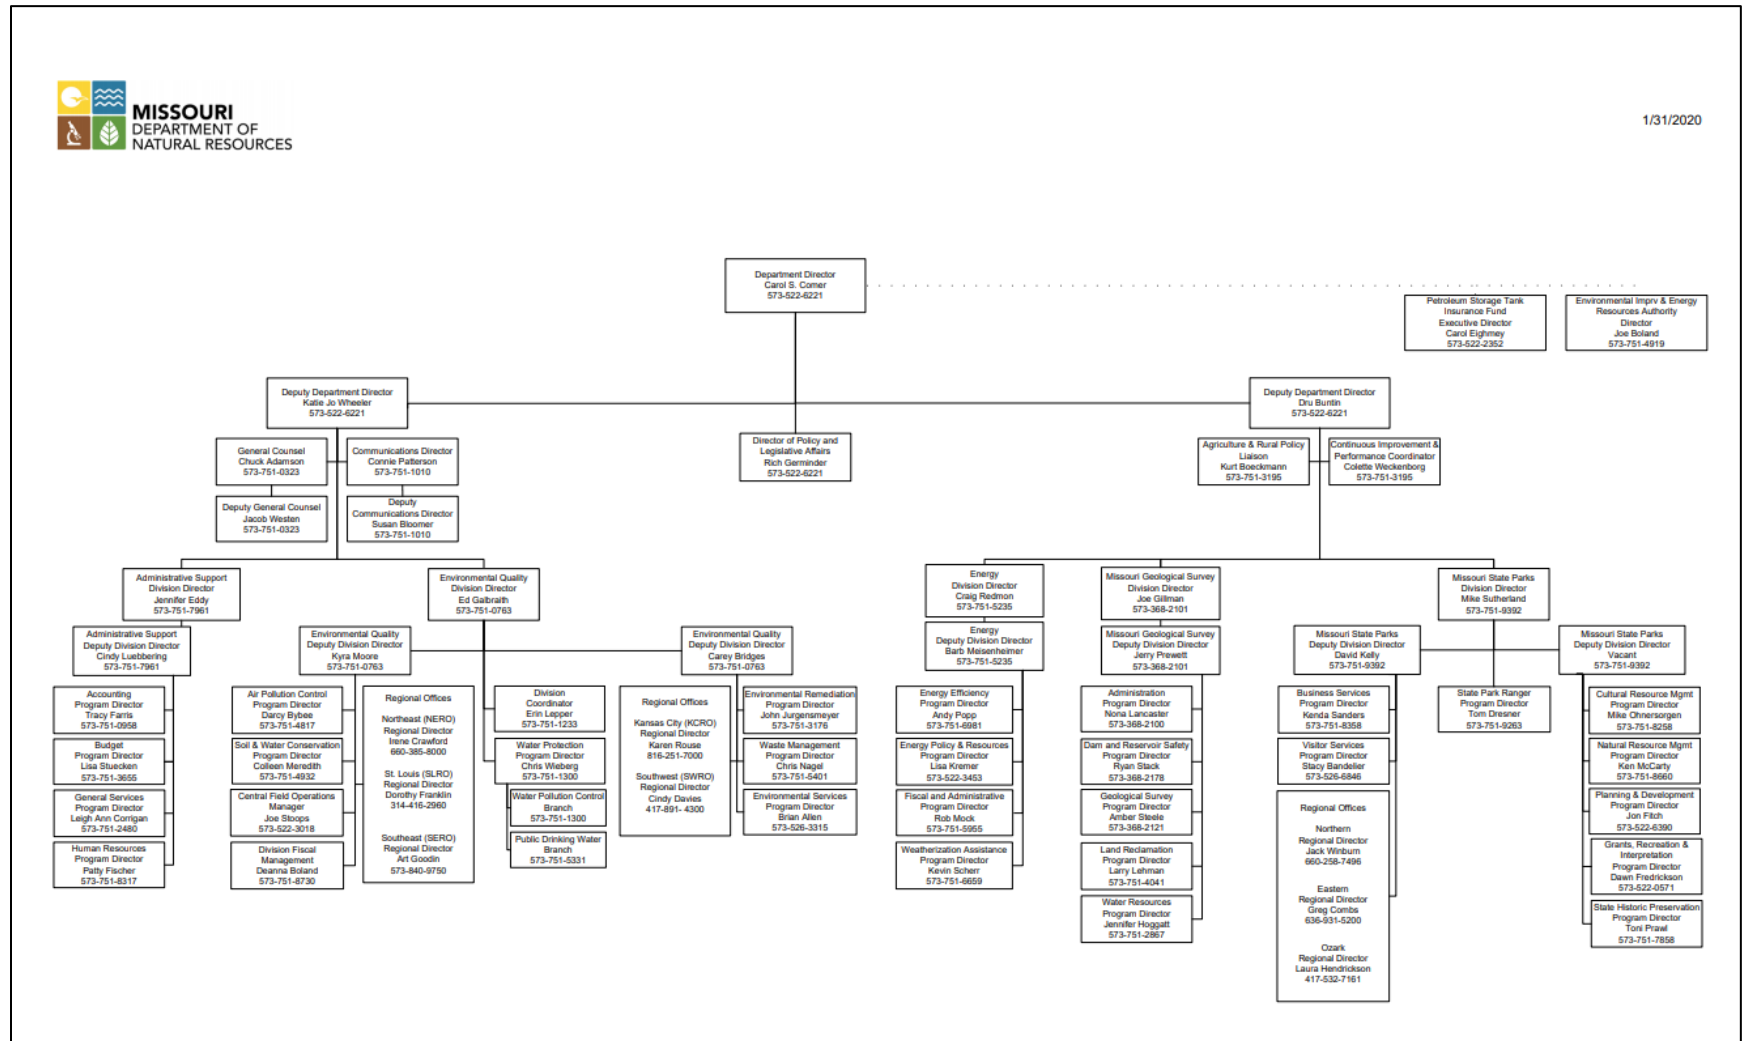 MISSOURI
DEPARTMENT OF
NATURAL RESOURCES
1/31/2020
Department Director
Carol S. Comer
573-522-6221
Petroleum Storage Tank
Insurance Fund
Executive Director
Carol Eighmey
573-522-2352
Environmental Imprv & Energy
Resources Authority
Director
Joe Boland
573-751-4919
Deputy Department Director
Katie Jo Wheeler
573-522-6221
Deputy Department Director
Dru Buntin
573-522-6221
General Counsel
Chuck Adamson
573-751-0323
Communications Director
Connie Patterson
573-751-1010
Director of Policy and
Legislative Affairs
Rich Germinder
573-522-6221
Agriculture & Rural Policy
Liaison
Kurt Boeckmann
573-751-3195
Continuous Improvement &
Performance Coordinator
Colette Weckenborg
573-751-3195
Deputy General Counsel
Jacob Westen
573-751-0323
Deputy
Communications Director
Susan Bloomer
573-751-1010
Administrative Support
Division Director
Jennifer Eddy
573-751-7961
Environmental Quality
Division Director
Ed Galbraith
573-751-0763
Energy
Division Director
Craig Redmon
573-751-5235
Missouri Geological Survey
Division Director
Joe Gillman
573-368-2101
Missouri State Parks
Division Director
Mike Sutherland
573-751-9392
Administrative Support
Deputy Division Director
Cindy Luebbering
573-751-7961
Environmental Quality
Deputy Division Director
Kyra Moore
573-751-0763
Environmental Quality
Deputy Division Director
Carey Bridges
573-751-0763
Energy
Deputy Division Director
Barb Meisenheimer
573-751-5235
Missouri Geological Survey
Deputy Division Director
Jerry Prewett
573-368-2101
Missouri State Parks
Deputy Division Director
David Kelly
573-751-9392
Missouri State Parks
Deputy Division Director
Vacant
573-751-9392
Accounting
Program Director
Tracy Farris
573-751-0958
Budget
Program Director
Lisa Stuecken
573-751-3655
General Services
Program Director
Leigh Ann Corrigan
573-751-2480
Human Resources
Program Director
Patty Fischer
573-751-8317
Air Pollution Control
Program Director
Darcy Bybee
573-751-4817
Soil & Water Conservation
Program Director
Colleen Meredith
573-751-4932
Central Field Operations
Manager
Joe Stoops
573-522-3018
Division Fiscal
Management
Deanna Boland
573-751-8730
Regional Offices
Northeast (NERO)
Regional Director
Irene Crawford
660-385-8000
St. Louis (SLRO)
Regional Director
Dorothy Franklin
314-416-2960
Southeast (SERO)
Regional Director
Art Goodin
573-840-9750
Division
Coordinator
Erin Lepper
573-751-1233
Water Protection
Program Director
Chris Wieberg
573-751-1300
Water Pollution Control
Branch
573-751-1300
Public Drinking Water
Branch
573-751-5331
Regional Offices
Kansas City (KCRO)
Regional Director
Karen Rouse
816-251-7000
Southwest (SWRO)
Regional Director
Cindy Davies
417-891- 4300
Environmental Remediation
Program Director
John Jurgensmeyer
573-751-3176
Waste Management
Program Director
Chris Nagel
573-751-5401
Environmental Services
Program Director
Brian Allen
573-526-3315
Energy Efficiency
Program Director
Andy Popp
573-751-6981
Energy Policy & Resources
Program Director
Lisa Kremer
573-522-3453
Fiscal and Administrative
Program Director
Rob Mock
573-751-5955
Weatherization Assistance
Program Director
Kevin Scherr
573-751-6659
Administration
Program Director
Nona Lancaster
573-368-2100
Dam and Reservoir Safety
Program Director
Ryan Stack
573-368-2178
Geological Survey
Program Director
Amber Steele
573-368-2121
Land Reclamation
Program Director
Larry Lehman
573-751-4041
Water Resources
Program Director
Jennifer Hoggatt
573-751-2867
Business Services
Program Director
Kenda Sanders
573-751-8358
Visitor Services
Program Director
Stacy Bandelier
573-526-6846
Regional Offices
Northern
Regional Director
Jack Winburn
660-258-7496
Eastern
Regional Director
Greg Combs
636-931-5200
Ozark
Regional Director
Laura Hendrickson
417-532-7161
State Park Ranger
Program Director
Tom Dresner
573-751-9263
Cultural Resource Mgmt
Program Director
Mike Ohnersorgen
573-751-8258
Natural Resource Mgmt
Program Director
Ken McCarty
573-751-8660
Planning & Development
Program Director
Jon Fitch
573-522-6390
Grants, Recreation &
Interpretation
Program Director
Dawn Fredrickson
573-522-0571
State Historic Preservation
Program Director
Toni Prawl
573-751-7858